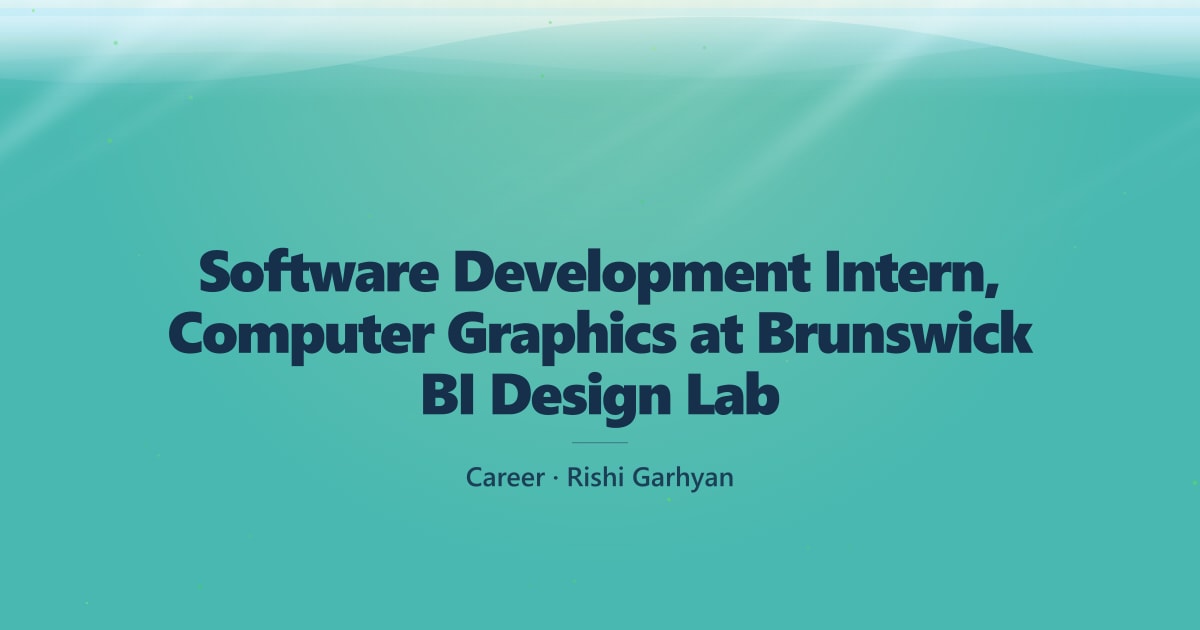 Software Development Intern,
Computer Graphics at Brunswick
BI Design Lab
Career · Rishi Garhyan